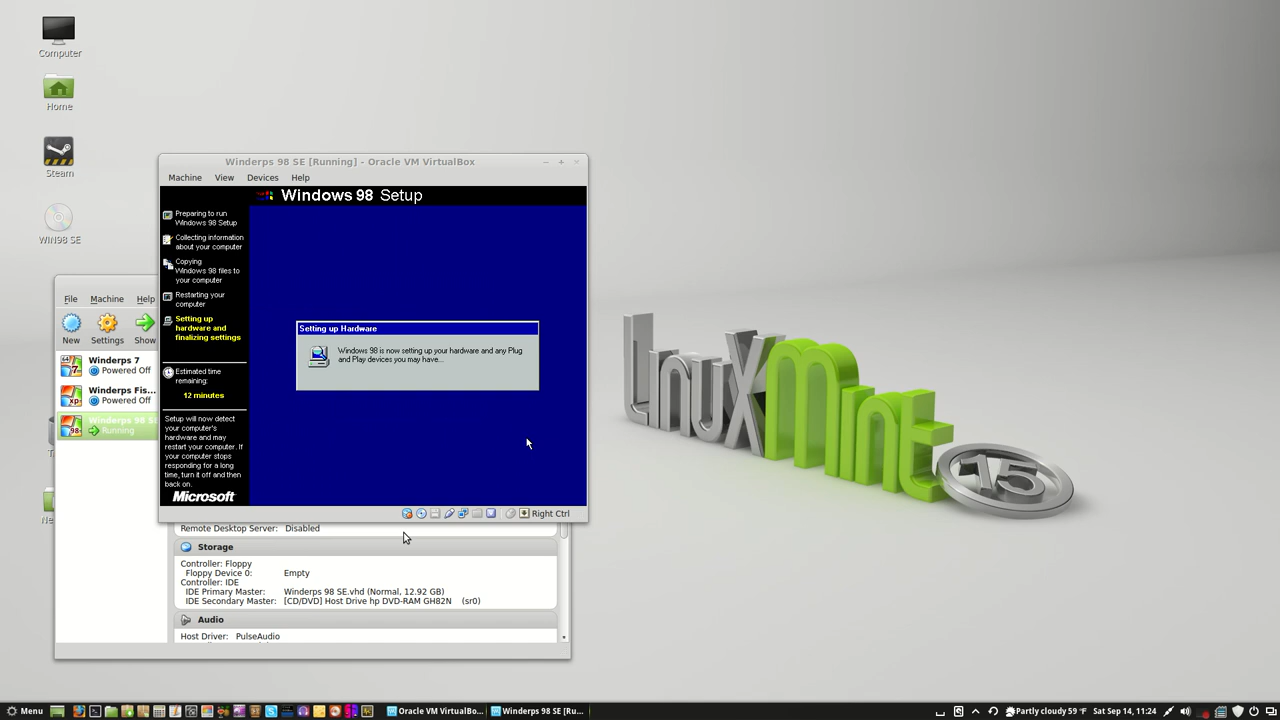 Computer
Home
Steam
WIN98 SE
Winderps 98 SE [Running] - Oracle VM VirtualBox
Machine View Devices Help
Windows 98 Setup
Preparing to run
Windows 98 Setup
Collecting information
about your computer
Copying
Windows 98 files to
your computer
Restarting your
computer
Setting up
hardware and
finalizing settings
Estimated time
remaining:
12 minutes
Setup will now detect
your computer's
hardware and may
restart your computer. If
your computer stops
responding for a long
time, turn it off and then
back on.
Microsoft
Setting up Hardware
Windows 98 is now setting up your hardware and any Plug
and Play devices you may have...
Right Ctrl
File Machine Help
New Settings Show
Winderps 7
Powered Off
Winderps Fis...
Powered Off
Winderps 98 S
Running
Remote Desktop Server: Disabled
Storage
Controller: Floppy
Floppy Device 0: Empty
Controller: IDE
IDE Primary Master: Winderps 98 SE.vhd (Normal, 12.92 GB)
IDE Secondary Master: [CD/DVD] Host Drive hp DVD-RAM GH82N (sr0)
Audio
Host Driver: PulseAudio
LinuxMint
15
Menu
Oracle VM VirtualBo...
Winderps 98 SE [Ru...
Partly cloudy 59 °F
Sat Sep 14, 11:24